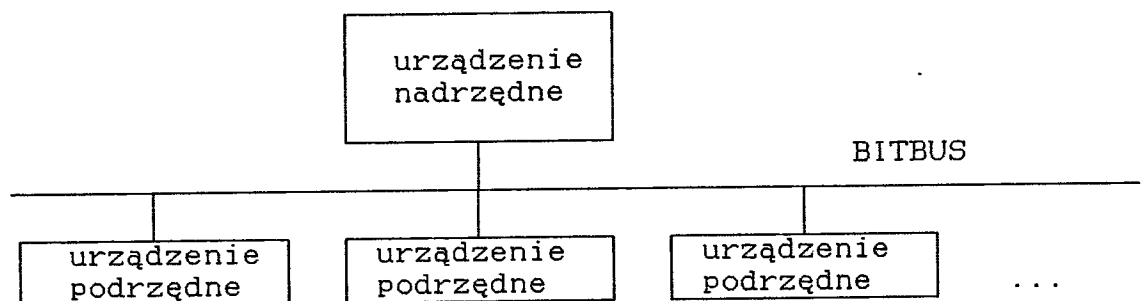 urządzenie
nadrzędne
BITBUS
urządzenie
podrzędne
urządzenie
podrzędne
urządzenie
podrzędne
...